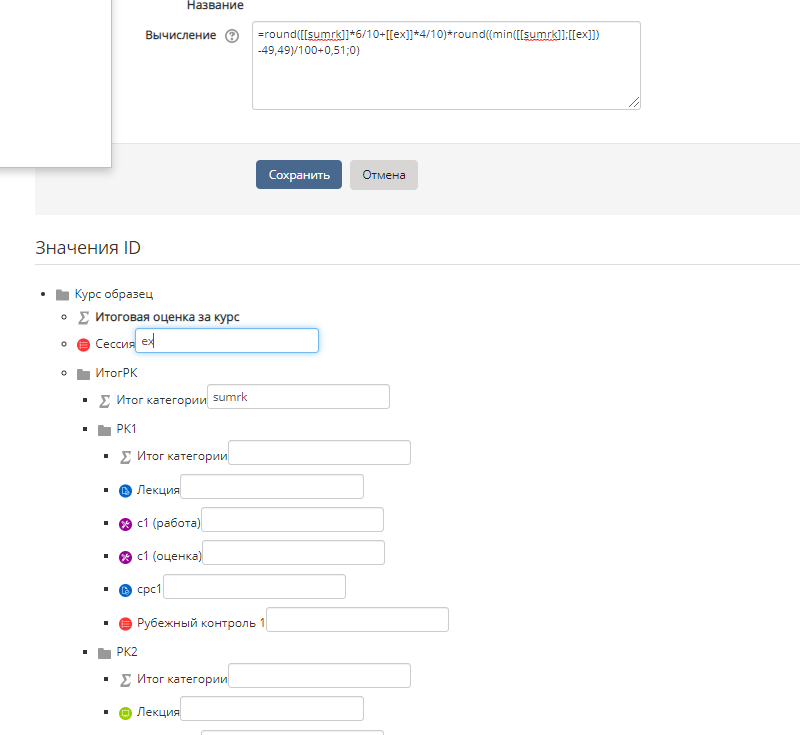 Название
Вычисление
=round([[sumrk]]*6/10+[[ex]]*4/10)*round((min([[sumrk]];[[ex]])
-49,49)/100+0,51;0)
Сохранить Отмена
Значения ID
Курс образец
Итоговая оценка за курс
Сессия ex
ИтогРК
Итог категории sumrk
РК1
Итог категории
Лекция
с1 (работа)
с1 (оценка)
срс1
Рубежный контроль 1
РК2
Итог категории
Лекция